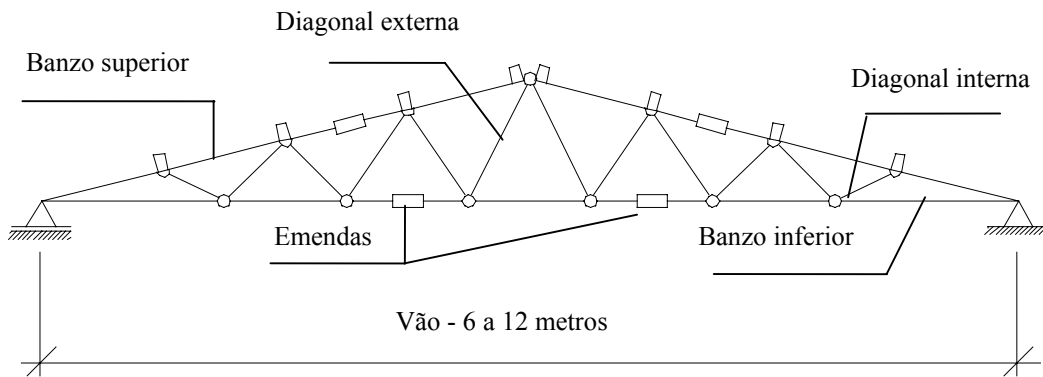 Diagonal externa
Banzo superior
Diagonal interna
Emendas
Banzo inferior
Vão - 6 a 12 metros